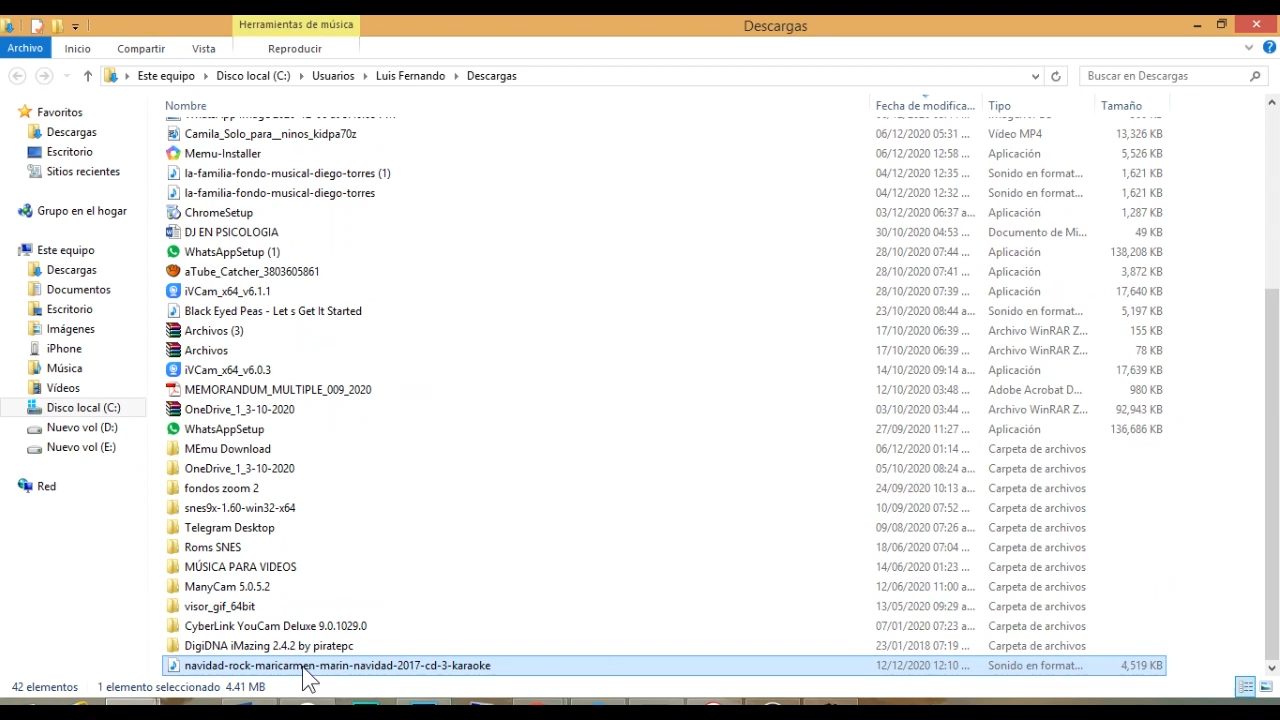 Herramientas de música
Descargas
Archivo Inicio Compartir Vista Reproducir
Este equipo Disco local (C:) Usuarios Luis Fernando Descargas Buscar en Descargas
Nombre Fecha de modifica... Tipo Tamaño
Favoritos
Descargas
Escritorio
Sitios recientes
Grupo en el hogar
Este equipo
Descargas
Documentos
Escritorio
Imágenes
iPhone
Música
Vídeos
Disco local (C:)
Nuevo vol (D:)
Nuevo vol (E:)
Red
Camila_Solo_para__ninos_kidpa70z 06/12/2020 05:31 ... Vídeo MP4 13,326 KB
Memu-Installer 06/12/2020 12:58 ... Aplicación 5,526 KB
la-familia-fondo-musical-diego-torres (1) 04/12/2020 12:35 ... Sonido en format... 1,621 KB
la-familia-fondo-musical-diego-torres 04/12/2020 12:32 ... Sonido en format... 1,621 KB
ChromeSetup 03/12/2020 06:37 a... Aplicación 1,287 KB
DJ EN PSICOLOGIA 30/10/2020 04:53 ... Documento de Mi... 49 KB
WhatsAppSetup (1) 28/10/2020 07:44 ... Aplicación 138,208 KB
aTube_Catcher_3803605861 28/10/2020 07:41 ... Aplicación 3,872 KB
iVCam_x64_v6.1.1 28/10/2020 07:39 ... Aplicación 17,640 KB
Black Eyed Peas - Let s Get It Started 23/10/2020 08:44 a... Sonido en format... 5,197 KB
Archivos (3) 17/10/2020 06:39 ... Archivo WinRAR Z... 155 KB
Archivos 17/10/2020 06:39 ... Archivo WinRAR Z... 78 KB
iVCam_x64_v6.0.3 14/10/2020 09:14 a... Aplicación 17,639 KB
MEMORANDUM_MULTIPLE_009_2020 12/10/2020 03:48 ... Adobe Acrobat D... 980 KB
OneDrive_1_3-10-2020 03/10/2020 03:44 ... Archivo WinRAR Z... 92,943 KB
WhatsAppSetup 27/09/2020 11:27 ... Aplicación 136,686 KB
MEmu Download 06/12/2020 01:14 ... Carpeta de archivos
OneDrive_1_3-10-2020 05/10/2020 08:24 a... Carpeta de archivos
fondos zoom 2 24/09/2020 10:13 a... Carpeta de archivos
snes9x-1.60-win32-x64 10/09/2020 07:52 ... Carpeta de archivos
Telegram Desktop 09/08/2020 07:26 a... Carpeta de archivos
Roms SNES 18/06/2020 07:04 ... Carpeta de archivos
MÚSICA PARA VIDEOS 14/06/2020 01:23 ... Carpeta de archivos
ManyCam 5.0.5.2 12/06/2020 11:00 a... Carpeta de archivos
visor_gif_64bit 13/05/2020 09:29 a... Carpeta de archivos
CyberLink YouCam Deluxe 9.0.1029.0 07/01/2020 07:23 a... Carpeta de archivos
DigiDNA iMazing 2.4.2 by piratepc 23/01/2018 07:19 ... Carpeta de archivos
navidad-rock-maricarmen-marin-navidad-2017-cd-3-karaoke 12/12/2020 12:10 ... Sonido en format... 4,519 KB
42 elementos 1 elemento seleccionado 4.41 MB